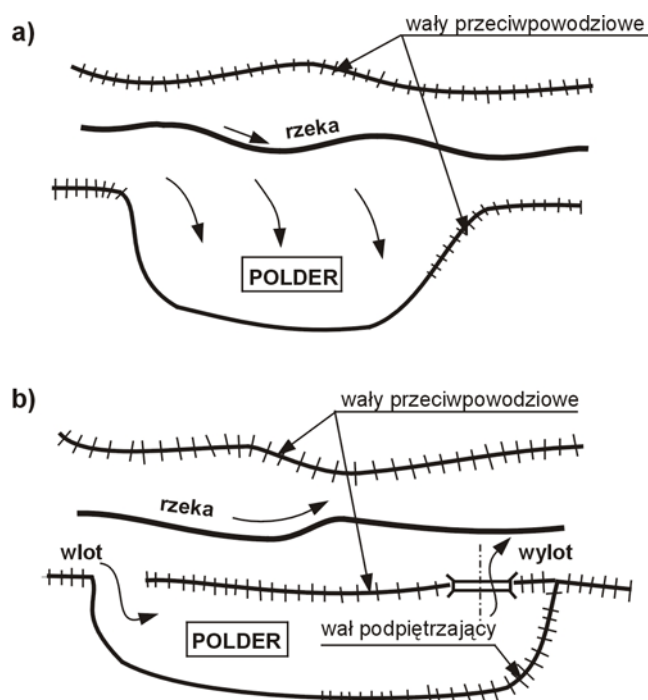 a)
wały przeciwpowodziowe
rzeka
POLDER
b)
wały przeciwpowodziowe
rzeka
wlot
wylot
POLDER
wał podpiętrzający